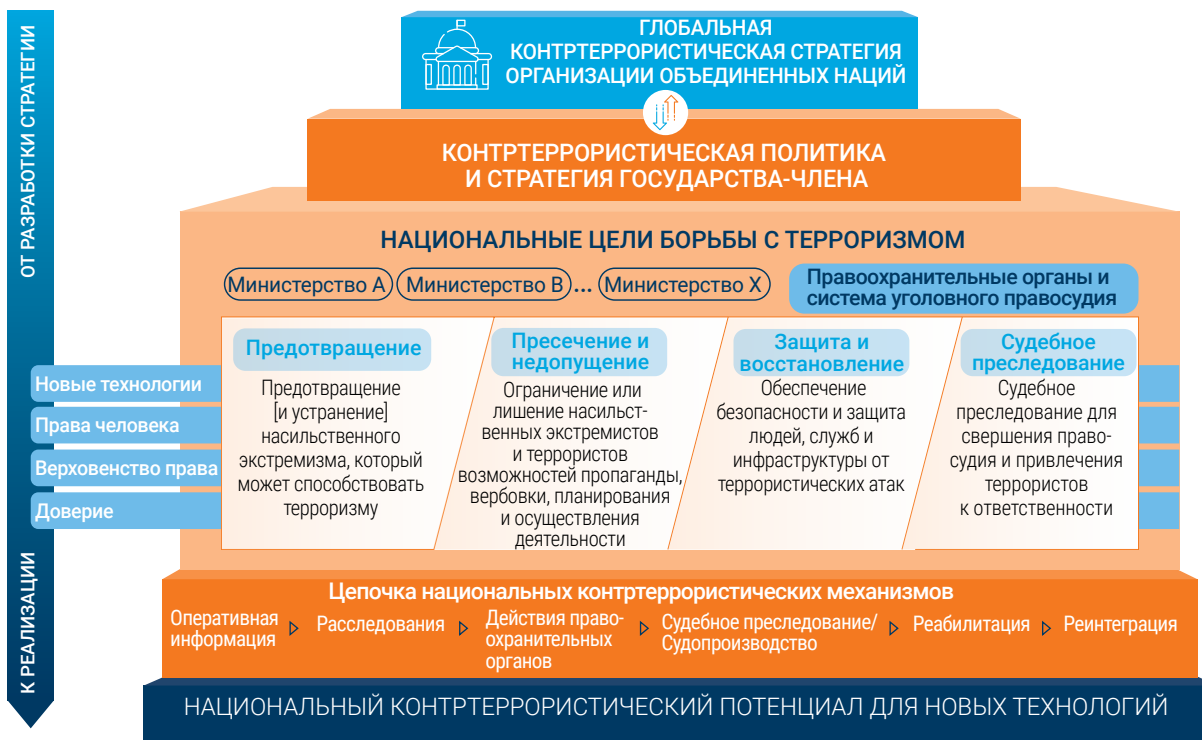 ОТ РАЗРАБОТКИ СТРАТЕГИИ
К РЕАЛИЗАЦИИ
ГЛОБАЛЬНАЯ
КОНТРТЕРРОРИСТИЧЕСКАЯ СТРАТЕГИЯ
ОРГАНИЗАЦИИ ОБЪЕДИНЕННЫХ НАЦИЙ
КОНТРТЕРРОРИСТИЧЕСКАЯ ПОЛИТИКА
И СТРАТЕГИЯ ГОСУДАРСТВА-ЧЛЕНА
НАЦИОНАЛЬНЫЕ ЦЕЛИ БОРЬБЫ С ТЕРРОРИЗМОМ
Министерство А
Министерство В
...
Министерство Х
Правоохранительные органы и
система уголовного правосудия
Новые технологии
Права человека
Верховенство права
Доверие
Предотвращение
Предотвращение
[и устранение]
насильственного
экстремизма, который
может способствовать
терроризму
Пресечение и
недопущение
Ограничение или
лишение насильст-
венных экстремистов
и террористов
возможностей пропаганды,
вербовки, планирования
и осуществления
деятельности
Защита и
восстановление
Обеспечение
безопасности и защита
людей, служб и
инфраструктуры от
террористических атак
Судебное
преследование
Судебное
преследование для
свершения право-
судия и привлечения
террористов
к ответственности
Цепочка национальных контртеррористических механизмов
Оперативная
информация
Расследования
Действия право-
охранительных
органов
Судебное преследование/
Судопроизводство
Реабилитация
Реинтеграция
НАЦИОНАЛЬНЫЙ КОНТРТЕРРОРИСТИЧЕСКИЙ ПОТЕНЦИАЛ ДЛЯ НОВЫХ ТЕХНОЛОГИЙ